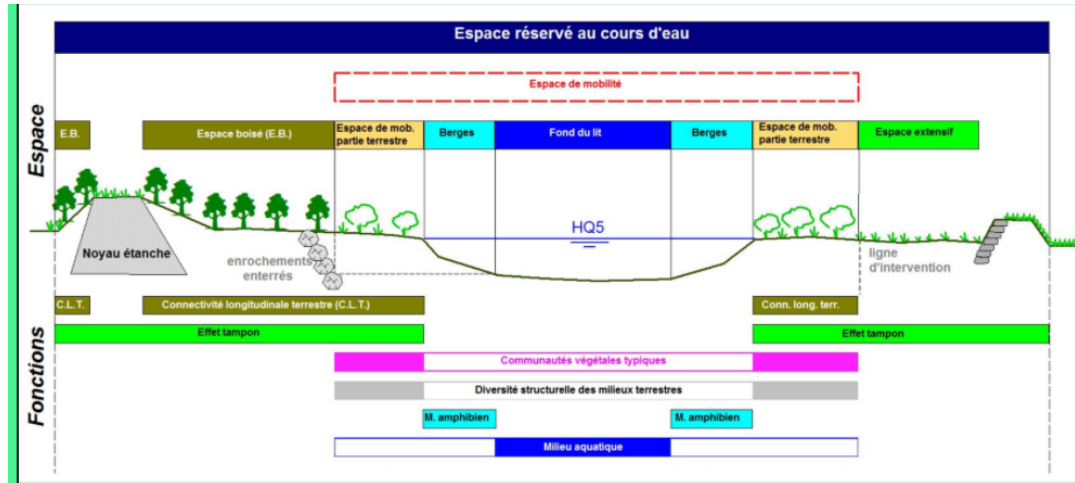 Espace réservé au cours d'eau
Espace de mobilité
Espace
E.B.
Espace boisé (E.B.)
Espace de mob.
partie terrestre
Berges
Fond du lit
Berges
Espace de mob.
partie terrestre
Espace extensif
HQ5
Noyau étanche
enrochements
enterrés
ligne
d'intervention
Fonctions
C.L.T.
Connectivité longitudinale terrestre (C.L.T.)
Conn. long. terr.
Effet tampon
Effet tampon
Communautés végétales typiques
Diversité structurelle des milieux terrestres
M. amphibien
M. amphibien
Milieu aquatique